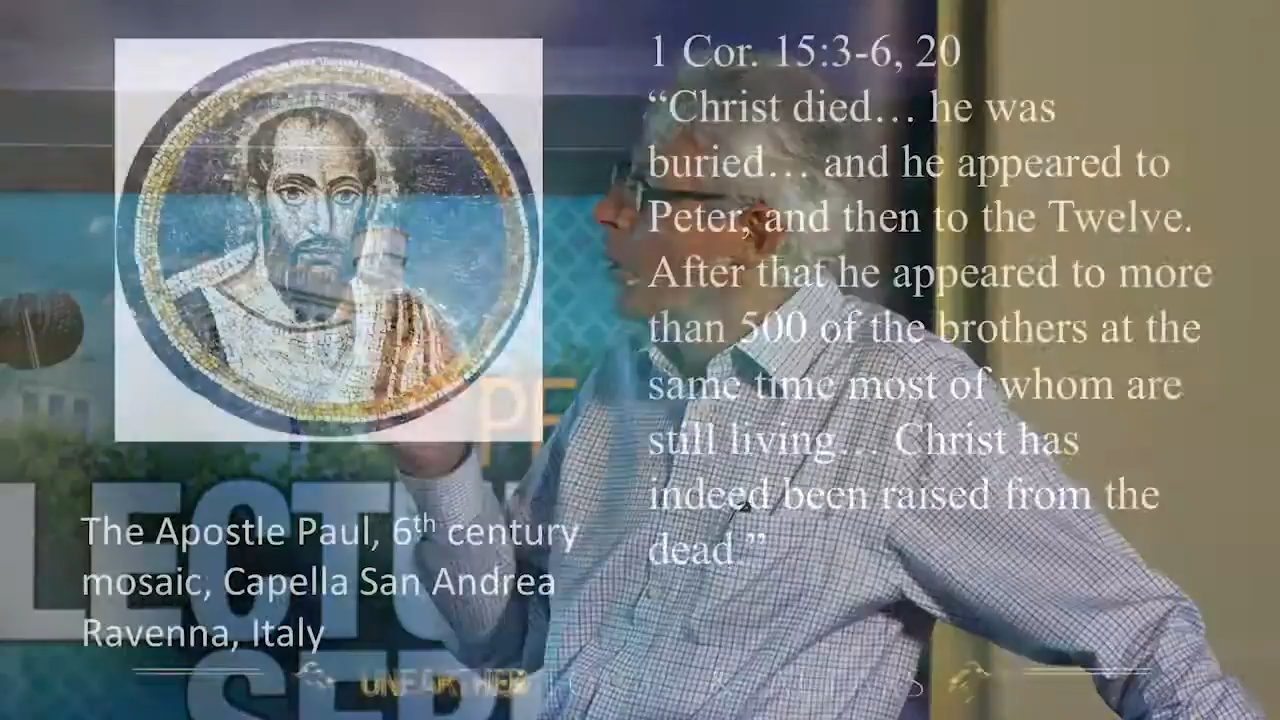 1 Cor. 15:3-6, 20
“Christ died… he was
buried… and he appeared to
Peter, and then to the Twelve.
After that he appeared to more
than 500 of the brothers at the
same time most of whom are
still living… Christ has
indeed been raised from the
dead.”
The Apostle Paul, 6th century
mosaic, Capella San Andrea
Ravenna, Italy